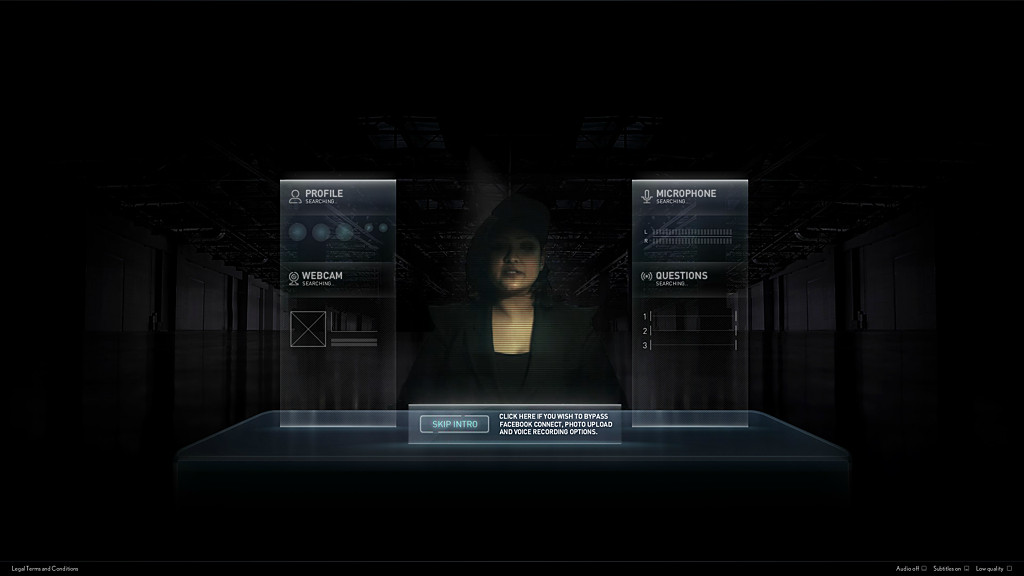 PROFILE
SEARCHING..
WEBCAM
SEARCHING..
MICROPHONE
SEARCHING..
L
R
QUESTIONS
SEARCHING..
1
2
3
SKIP INTRO
CLICK HERE IF YOU WISH TO BYPASS
FACEBOOK CONNECT, PHOTO UPLOAD
AND VOICE RECORDING OPTIONS.
Legal Terms and Conditions
Audio off
Subtitles on
Low quality